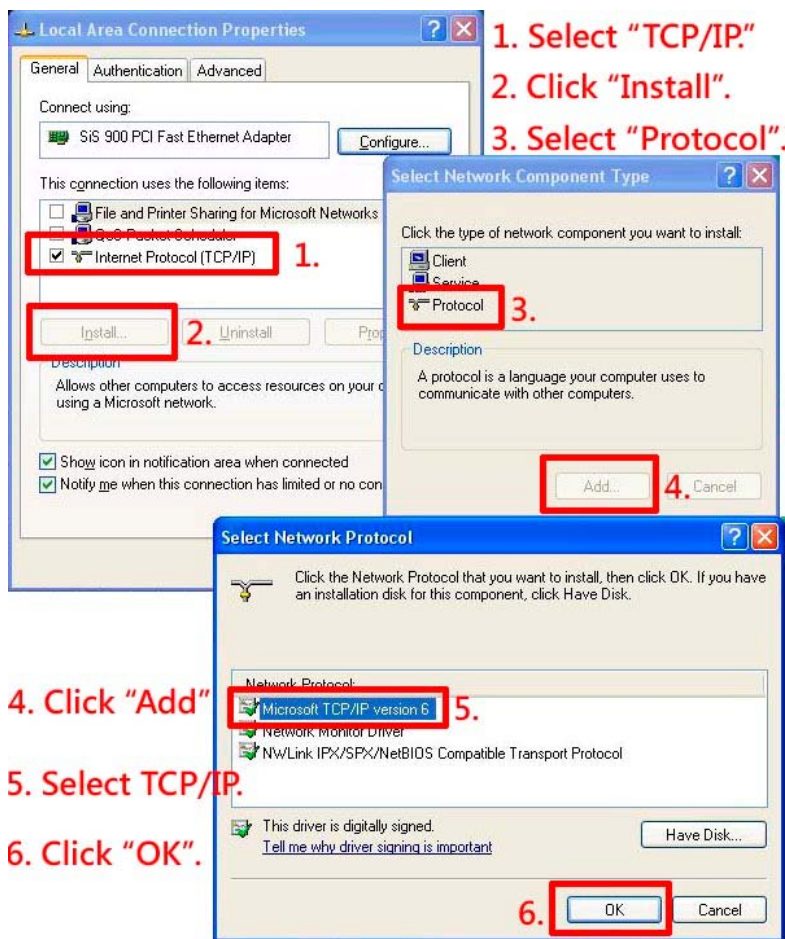 Local Area Connection Properties
General Authentication Advanced
Connect using:
SiS 900 PCI Fast Ethernet Adapter
Configure...
This connection uses the following items:
File and Printer Sharing for Microsoft Networks
QoS Packet Scheduler
Internet Protocol (TCP/IP)
1.
Install...
2.
Uninstall
Description
Allows other computers to access resources on your
using a Microsoft network.
Show icon in notification area when connected
Notify me when this connection has limited or no
1. Select “TCP/IP.”
2. Click “Install”.
3. Select “Protocol”.
Select Network Component Type
Click the type of network component you want to install:
Client
Service
Protocol
3.
Description
A protocol is a language your computer uses to
communicate with other computers.
Add...
4.
Cancel
Select Network Protocol
Click the Network Protocol that you want to install, then click OK. If you have
an installation disk for this component, click Have Disk.
Network Protocol:
Microsoft TCP/IP version 6
5.
Network Monitor Driver
NWLink IPX/SPX/NetBIOS Compatible Transport Protocol
This driver is digitally signed.
Tell me why driver signing is important
Have Disk...
6.
OK
Cancel
4. Click “Add”
5. Select TCP/IP.
6. Click “OK”.